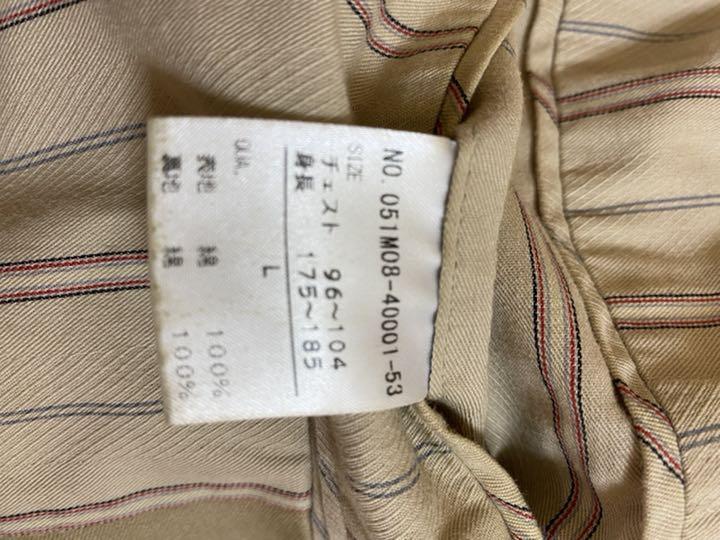 NO. 051M08-40001-53
SIZE
チェスト 96~104
身長 175~185
L
QUAL.
表地 綿 100%
裏地 綿 100%